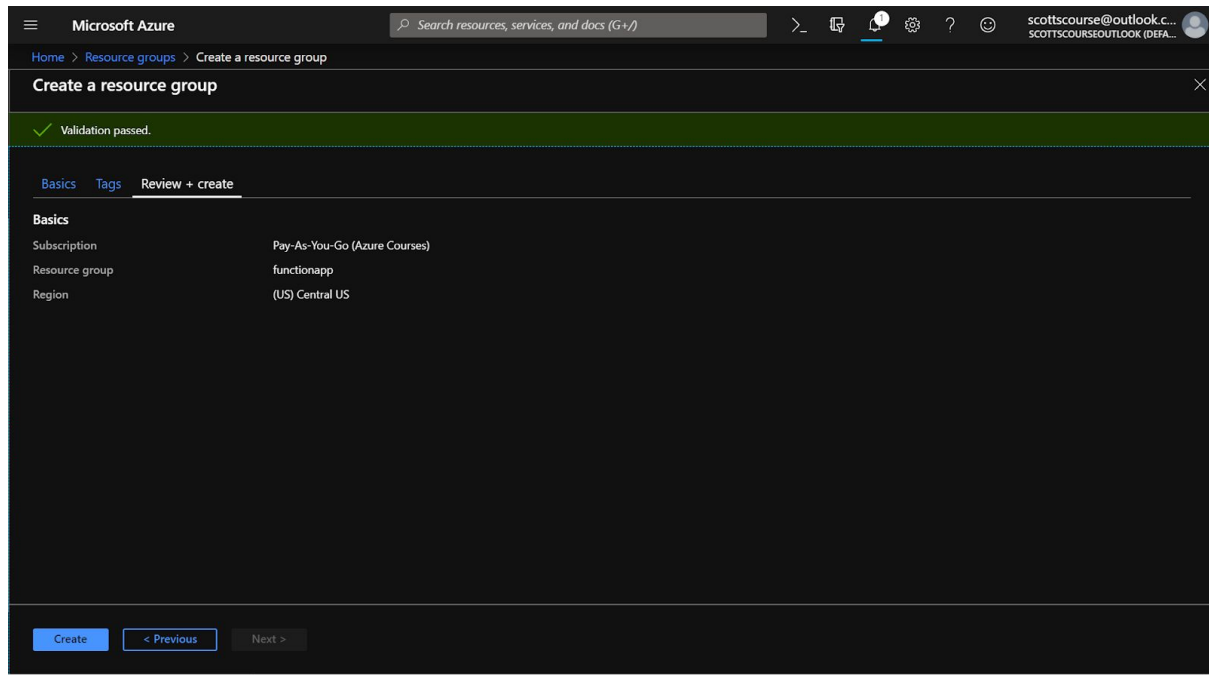 Microsoft Azure
Search resources, services, and docs (G+/)
1
scottscourse@outlook.c...
SCOTTSCOURSEOUTLOOK (DEFA...
Home > Resource groups > Create a resource group
Create a resource group
Validation passed.
Basics Tags Review + create
Basics
Subscription Pay-As-You-Go (Azure Courses)
Resource group functionapp
Region (US) Central US
Create < Previous Next >